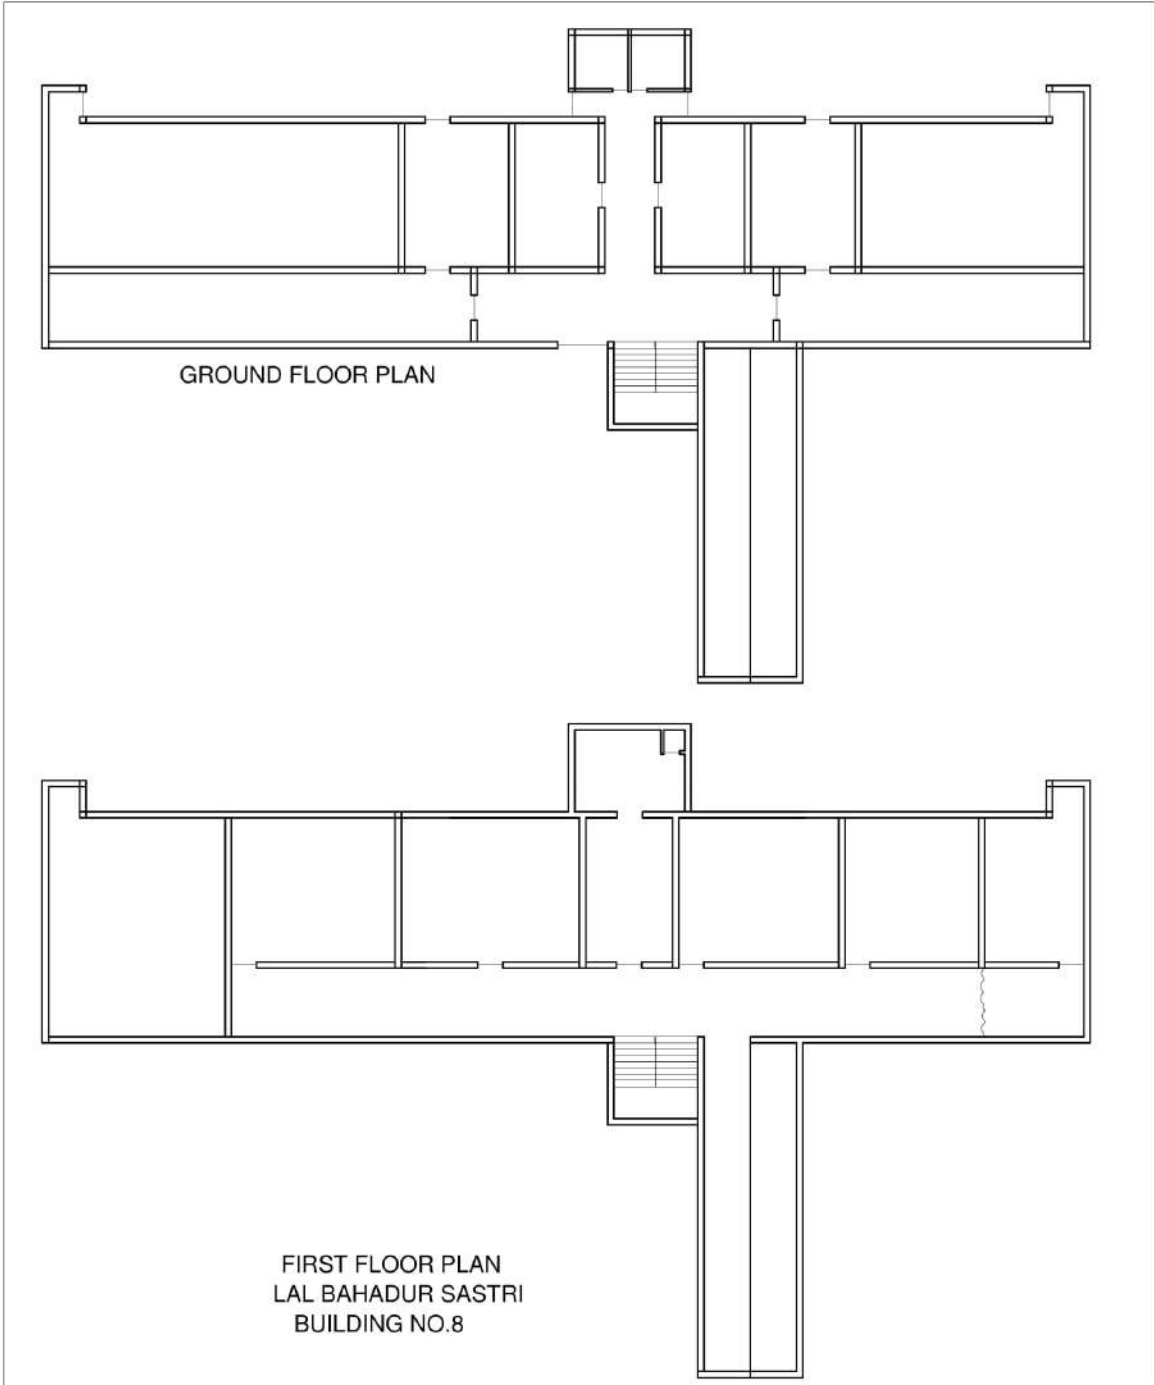 GROUND FLOOR PLAN
FIRST FLOOR PLAN
LAL BAHADUR SASTRI
BUILDING NO.8